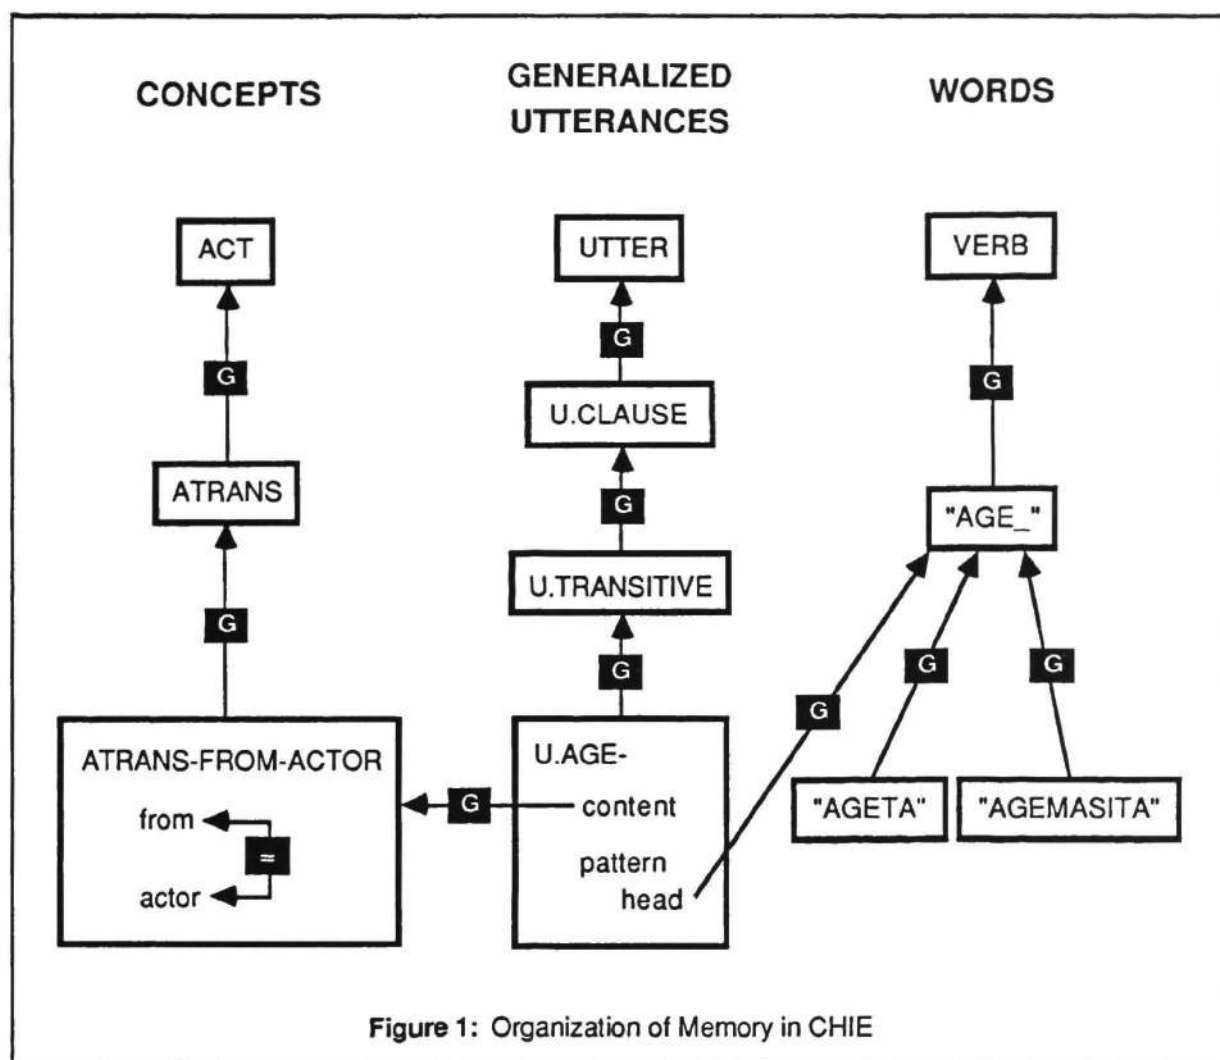 CONCEPTS
GENERALIZED
UTTERANCES
WORDS
ACT
UTTER
VERB
G
G
G
U.CLAUSE
ATRANS
G
"AGE_"
U.TRANSITIVE
G
G
G
G
G
ATRANS-FROM-ACTOR
from
=
actor
U.AGE-
G
content
pattern
head
"AGETA"
"AGEMASITA"
Figure 1: Organization of Memory in CHIE